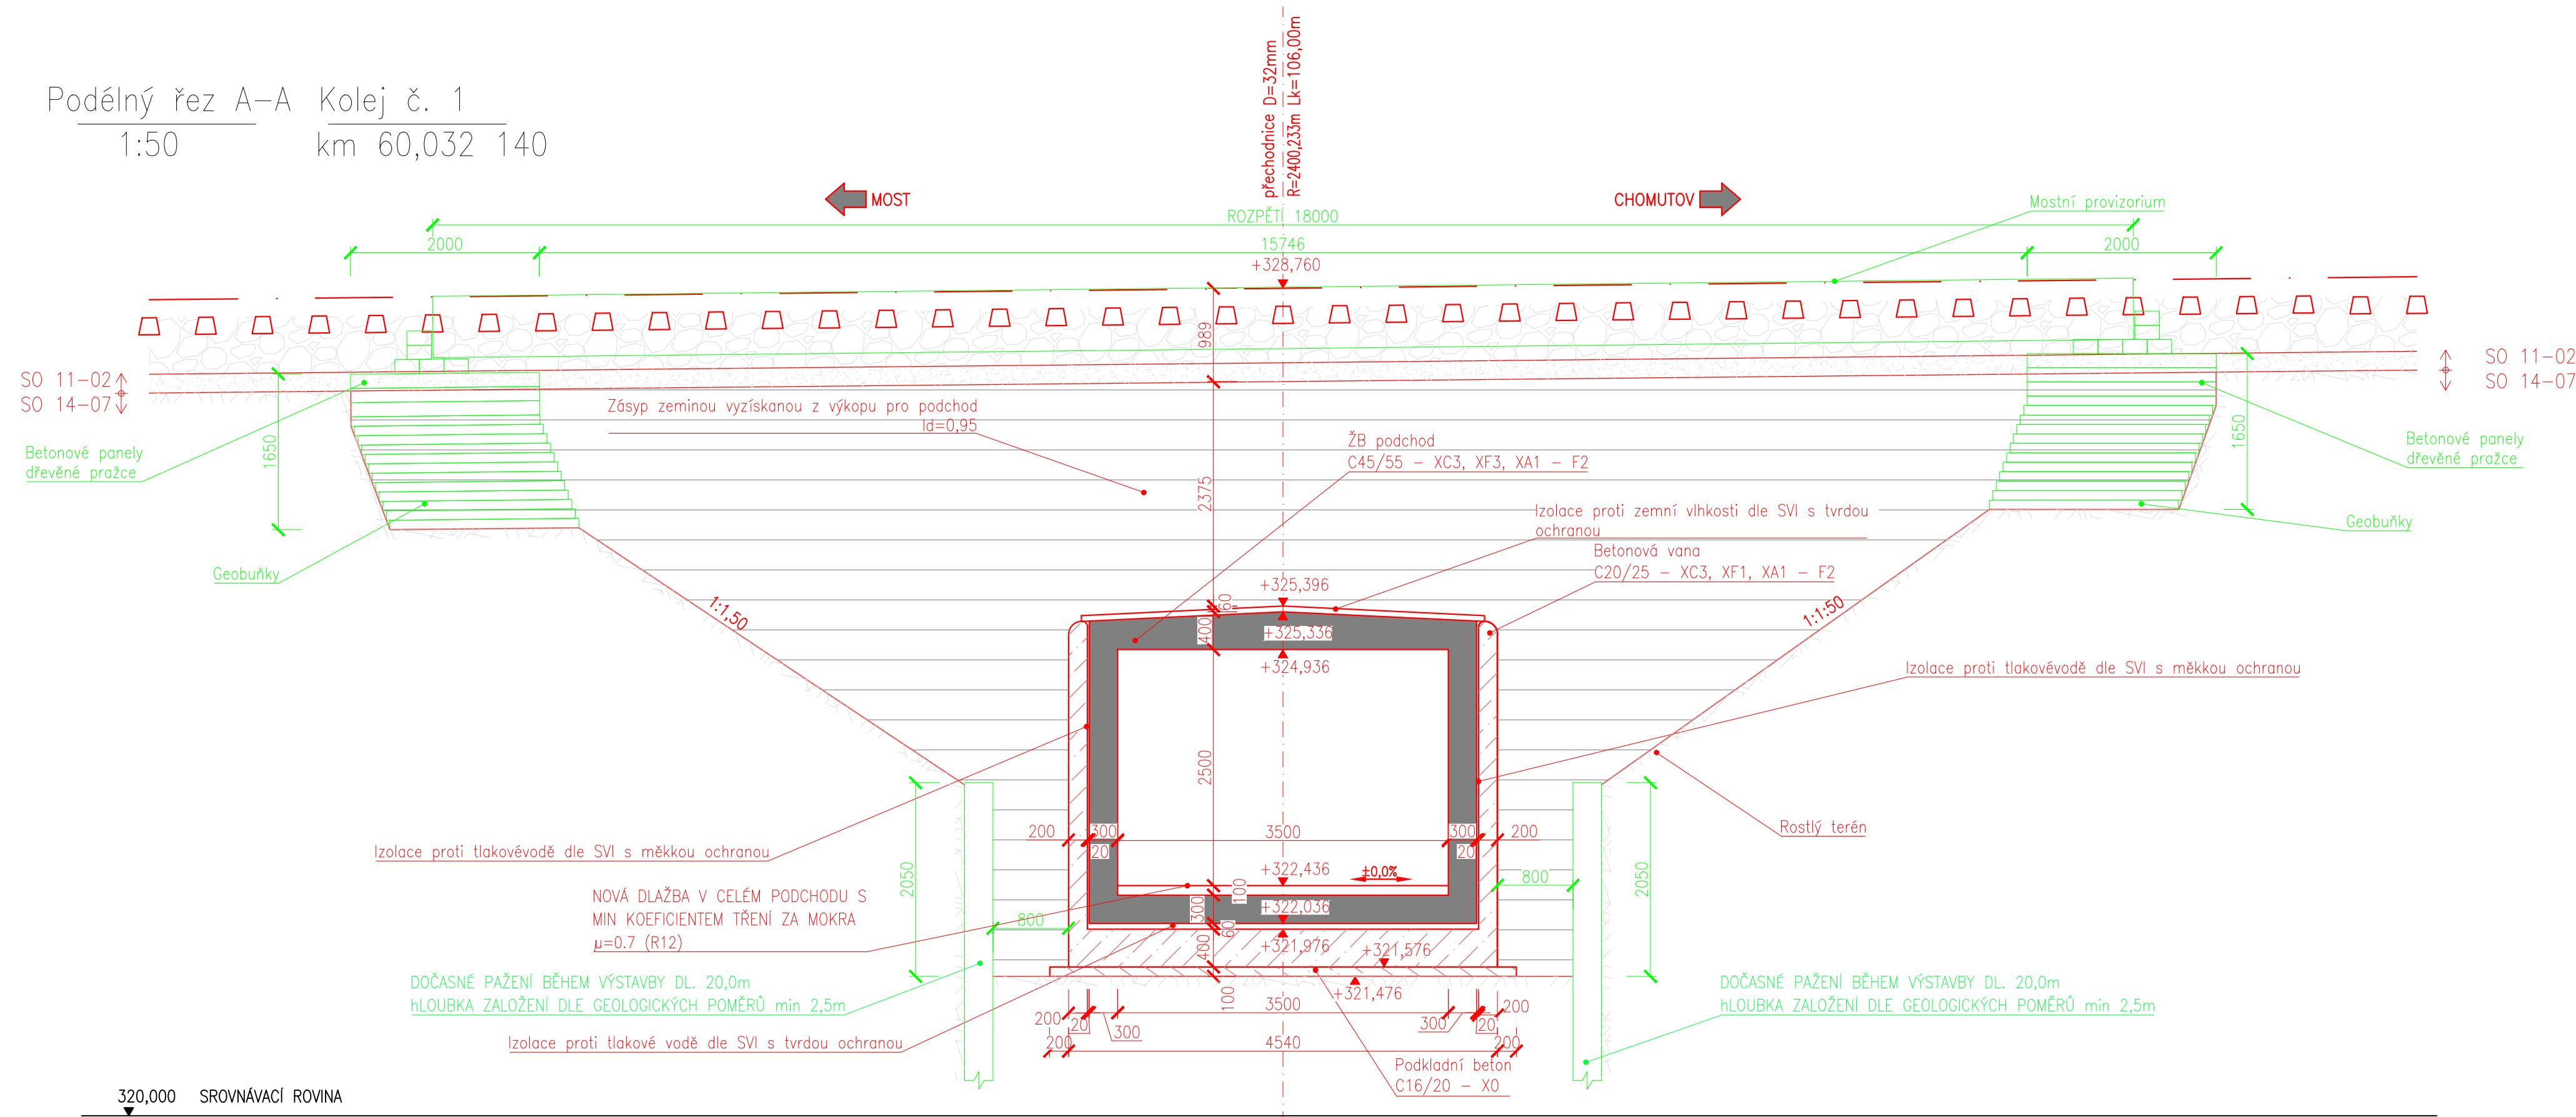 přechodnice D=32mm
R=2400,233m Lk=106,00m
Podélný řez A-A Kolej č. 1
1:50 km 60,032 140
MOST
CHOMUTOV
Mostní provizorium
ROZPĚTÍ 18000
2000
15746
2000
+328,760
989
SO 11-02
SO 14-07
SO 11-02
SO 14-07
Zásyp zeminou vyzískanou z výkopu pro podchod
Id=0,95
1650
1650
Betonové panely
dřevěné pražce
Betonové panely
dřevěné pražce
ŽB podchod
C45/55 - XC3, XF3, XA1 - F2
2375
Izolace proti zemní vlhkosti dle SVI s tvrdou
ochranou
Geobuňky
Betonová vana
C20/25 - XC3, XF1, XA1 - F2
Geobuňky
+325,396
60
1:1,50
1:1:50
400
+325,336
+324,936
Izolace proti tlakovévodě dle SVI s měkkou ochranou
2500
Rostlý terén
200
300
3500
300
200
20
20
Izolace proti tlakovévodě dle SVI s měkkou ochranou
+322,436
±0,0%
2050
2050
800
100
NOVÁ DLAŽBA V CELÉM PODCHODU S
MIN KOEFICIENTEM TŘENÍ ZA MOKRA
µ=0.7 (R12)
300
+322,036
800
60
400
+321,976
+321,576
DOČASNÉ PAŽENÍ BĚHEM VÝSTAVBY DL. 20,0m
hLOUBKA ZALOŽENÍ DLE GEOLOGICKÝCH POMĚRŮ min 2,5m
DOČASNÉ PAŽENÍ BĚHEM VÝSTAVBY DL. 20,0m
hLOUBKA ZALOŽENÍ DLE GEOLOGICKÝCH POMĚRŮ min 2,5m
100
+321,476
200
20
300
3500
300
20
200
Izolace proti tlakové vodě dle SVI s tvrdou ochranou
200
4540
200
Podkladní beton
C16/20 - X0
320,000 SROVNÁVACÍ ROVINA